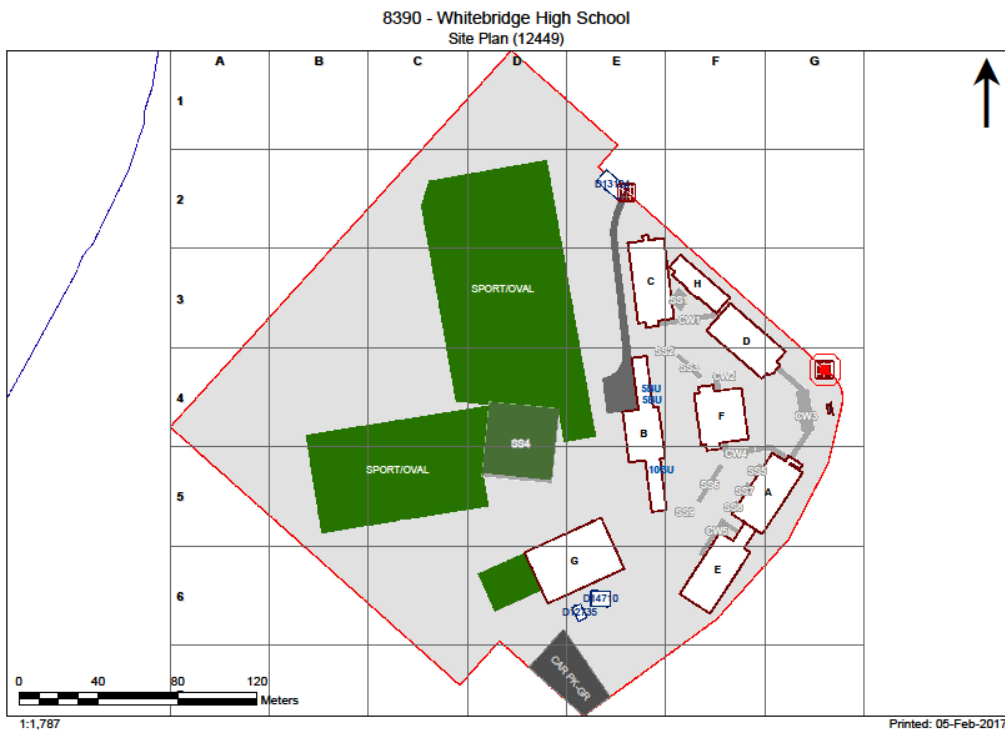 8390 - Whitebridge High School
Site Plan (12449)
A B C D E F G
1
2
3
4
5
6
SPORT/OVAL
C
H
SS1
CW1
D
SS2
SS3
CW2
5BU
5BU
F
CW3
B
SS4
SPORT/OVAL
CW4
10BU
SS5
SS6
SS7
A
SS8
SS9
CW5
G
E
D14710
D12735
CAR PK-GR
0 40 80 120
Meters
1:1,787
Printed: 05-Feb-2017